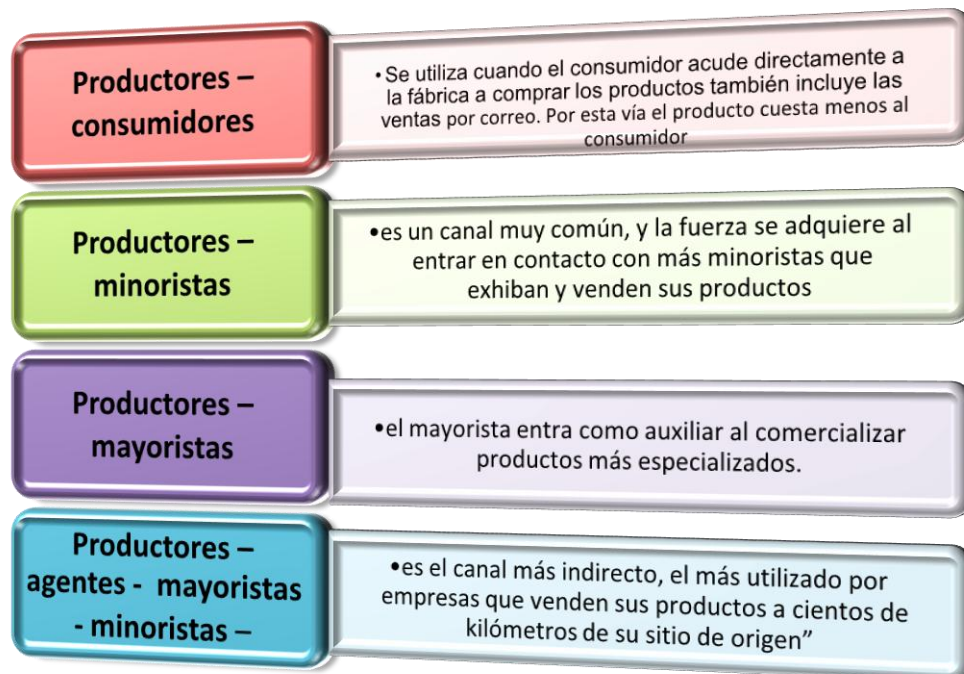 Productores –
consumidores
• Se utiliza cuando el consumidor acude directamente a
la fábrica a comprar los productos también incluye las
ventas por correo. Por esta vía el producto cuesta menos al
consumidor
Productores –
minoristas
•es un canal muy común, y la fuerza se adquiere al
entrar en contacto con más minoristas que
exhiban y venden sus productos
Productores –
mayoristas
•el mayorista entra como auxiliar al comercializar
productos más especializados.
Productores –
agentes - mayoristas
- minoristas –
•es el canal más indirecto, el más utilizado por
empresas que venden sus productos a cientos de
kilómetros de su sitio de origen”